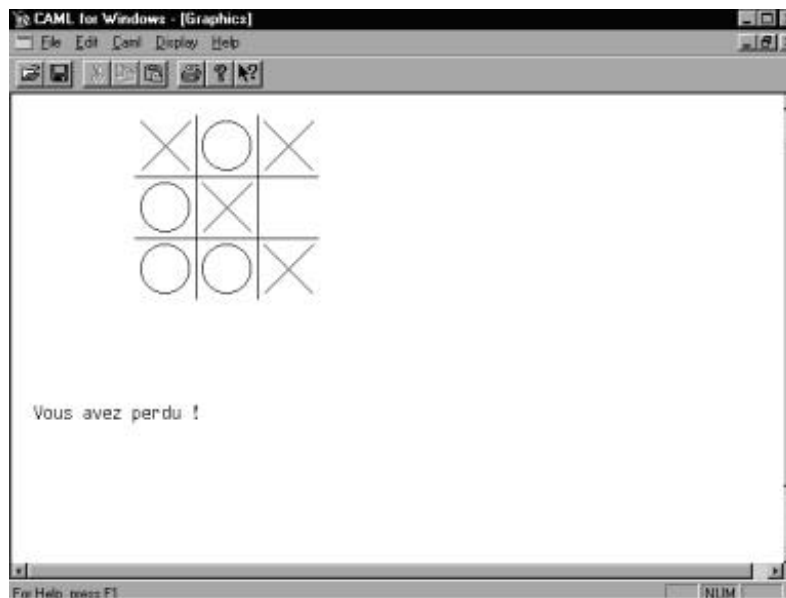 CAML for Windows - [Graphics]
File Edit Caml Display Help
Vous avez perdu !
For Help, press F1
NUM